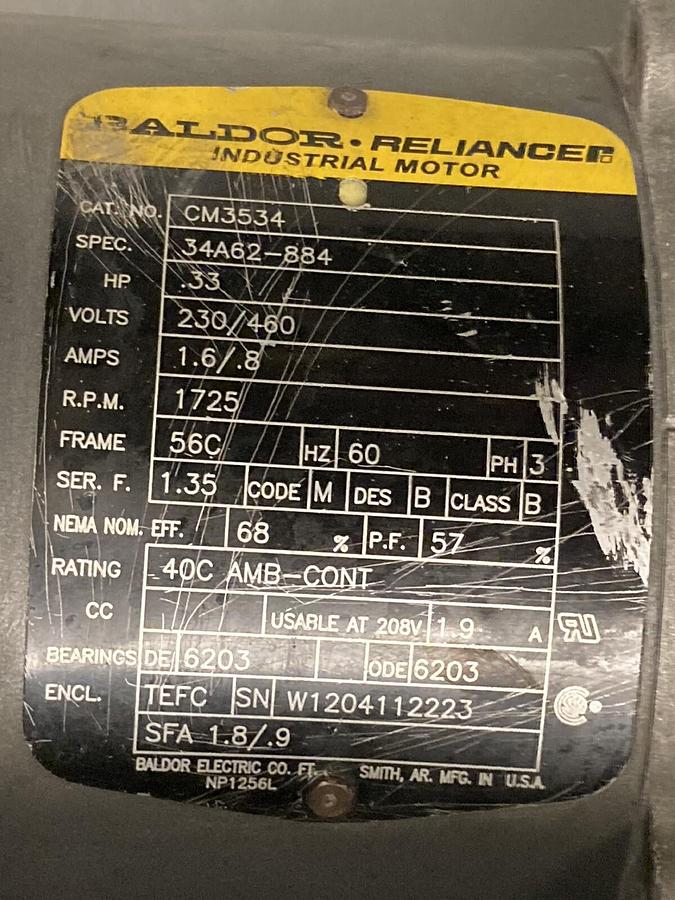 BALDOR • RELIANCE
INDUSTRIAL MOTOR
CAT. NO. CM3534
SPEC. 34A62-884
HP .33
VOLTS 230/460
AMPS 1.6/.8
R.P.M. 1725
FRAME 56C HZ 60 PH 3
SER. F. 1.35 CODE M DES B CLASS B
NEMA NOM. EFF. 68 % P.F. 57 %
RATING 40C AMB-CONT
CC USABLE AT 208V 1.9 A
BEARINGS DE 6203 ODE 6203
ENCL. TEFC SN W1204112223
SFA 1.8/.9
BALDOR ELECTRIC CO. FT. SMITH, AR. MFG. IN U.S.A.
NP1256L